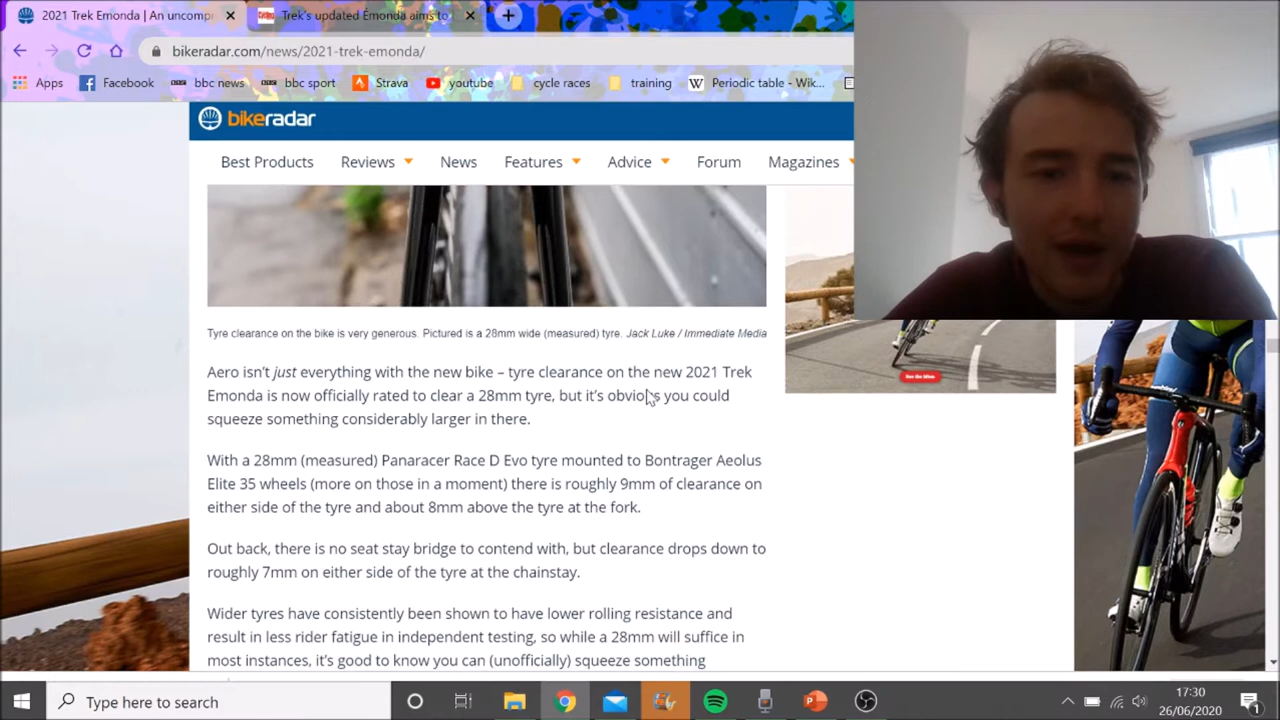 2021 Trek Emonda | An uncompr
Trek's updated Émonda aims to
bikeradar.com/news/2021-trek-emonda/
Apps
Facebook
BBC
bbc news
BBC
bbc sport
Strava
youtube
cycle races
training
W
Periodic table - Wik...
bikeradar
Best Products
Reviews
News
Features
Advice
Forum
Magazines
Tyre clearance on the bike is very generous. Pictured is a 28mm wide (measured) tyre. Jack Luke / Immediate Media
Aero isn't just everything with the new bike – tyre clearance on the new 2021 Trek
Emonda is now officially rated to clear a 28mm tyre, but it's obvious you could
squeeze something considerably larger in there.
With a 28mm (measured) Panaracer Race D Evo tyre mounted to Bontrager Aeolus
Elite 35 wheels (more on those in a moment) there is roughly 9mm of clearance on
either side of the tyre and about 8mm above the tyre at the fork.
Out back, there is no seat stay bridge to contend with, but clearance drops down to
roughly 7mm on either side of the tyre at the chainstay.
Wider tyres have consistently been shown to have lower rolling resistance and
result in less rider fatigue in independent testing, so while a 28mm will suffice in
most instances, it's good to know you can (unofficially) squeeze something
Type here to search
17:30
26/06/2020